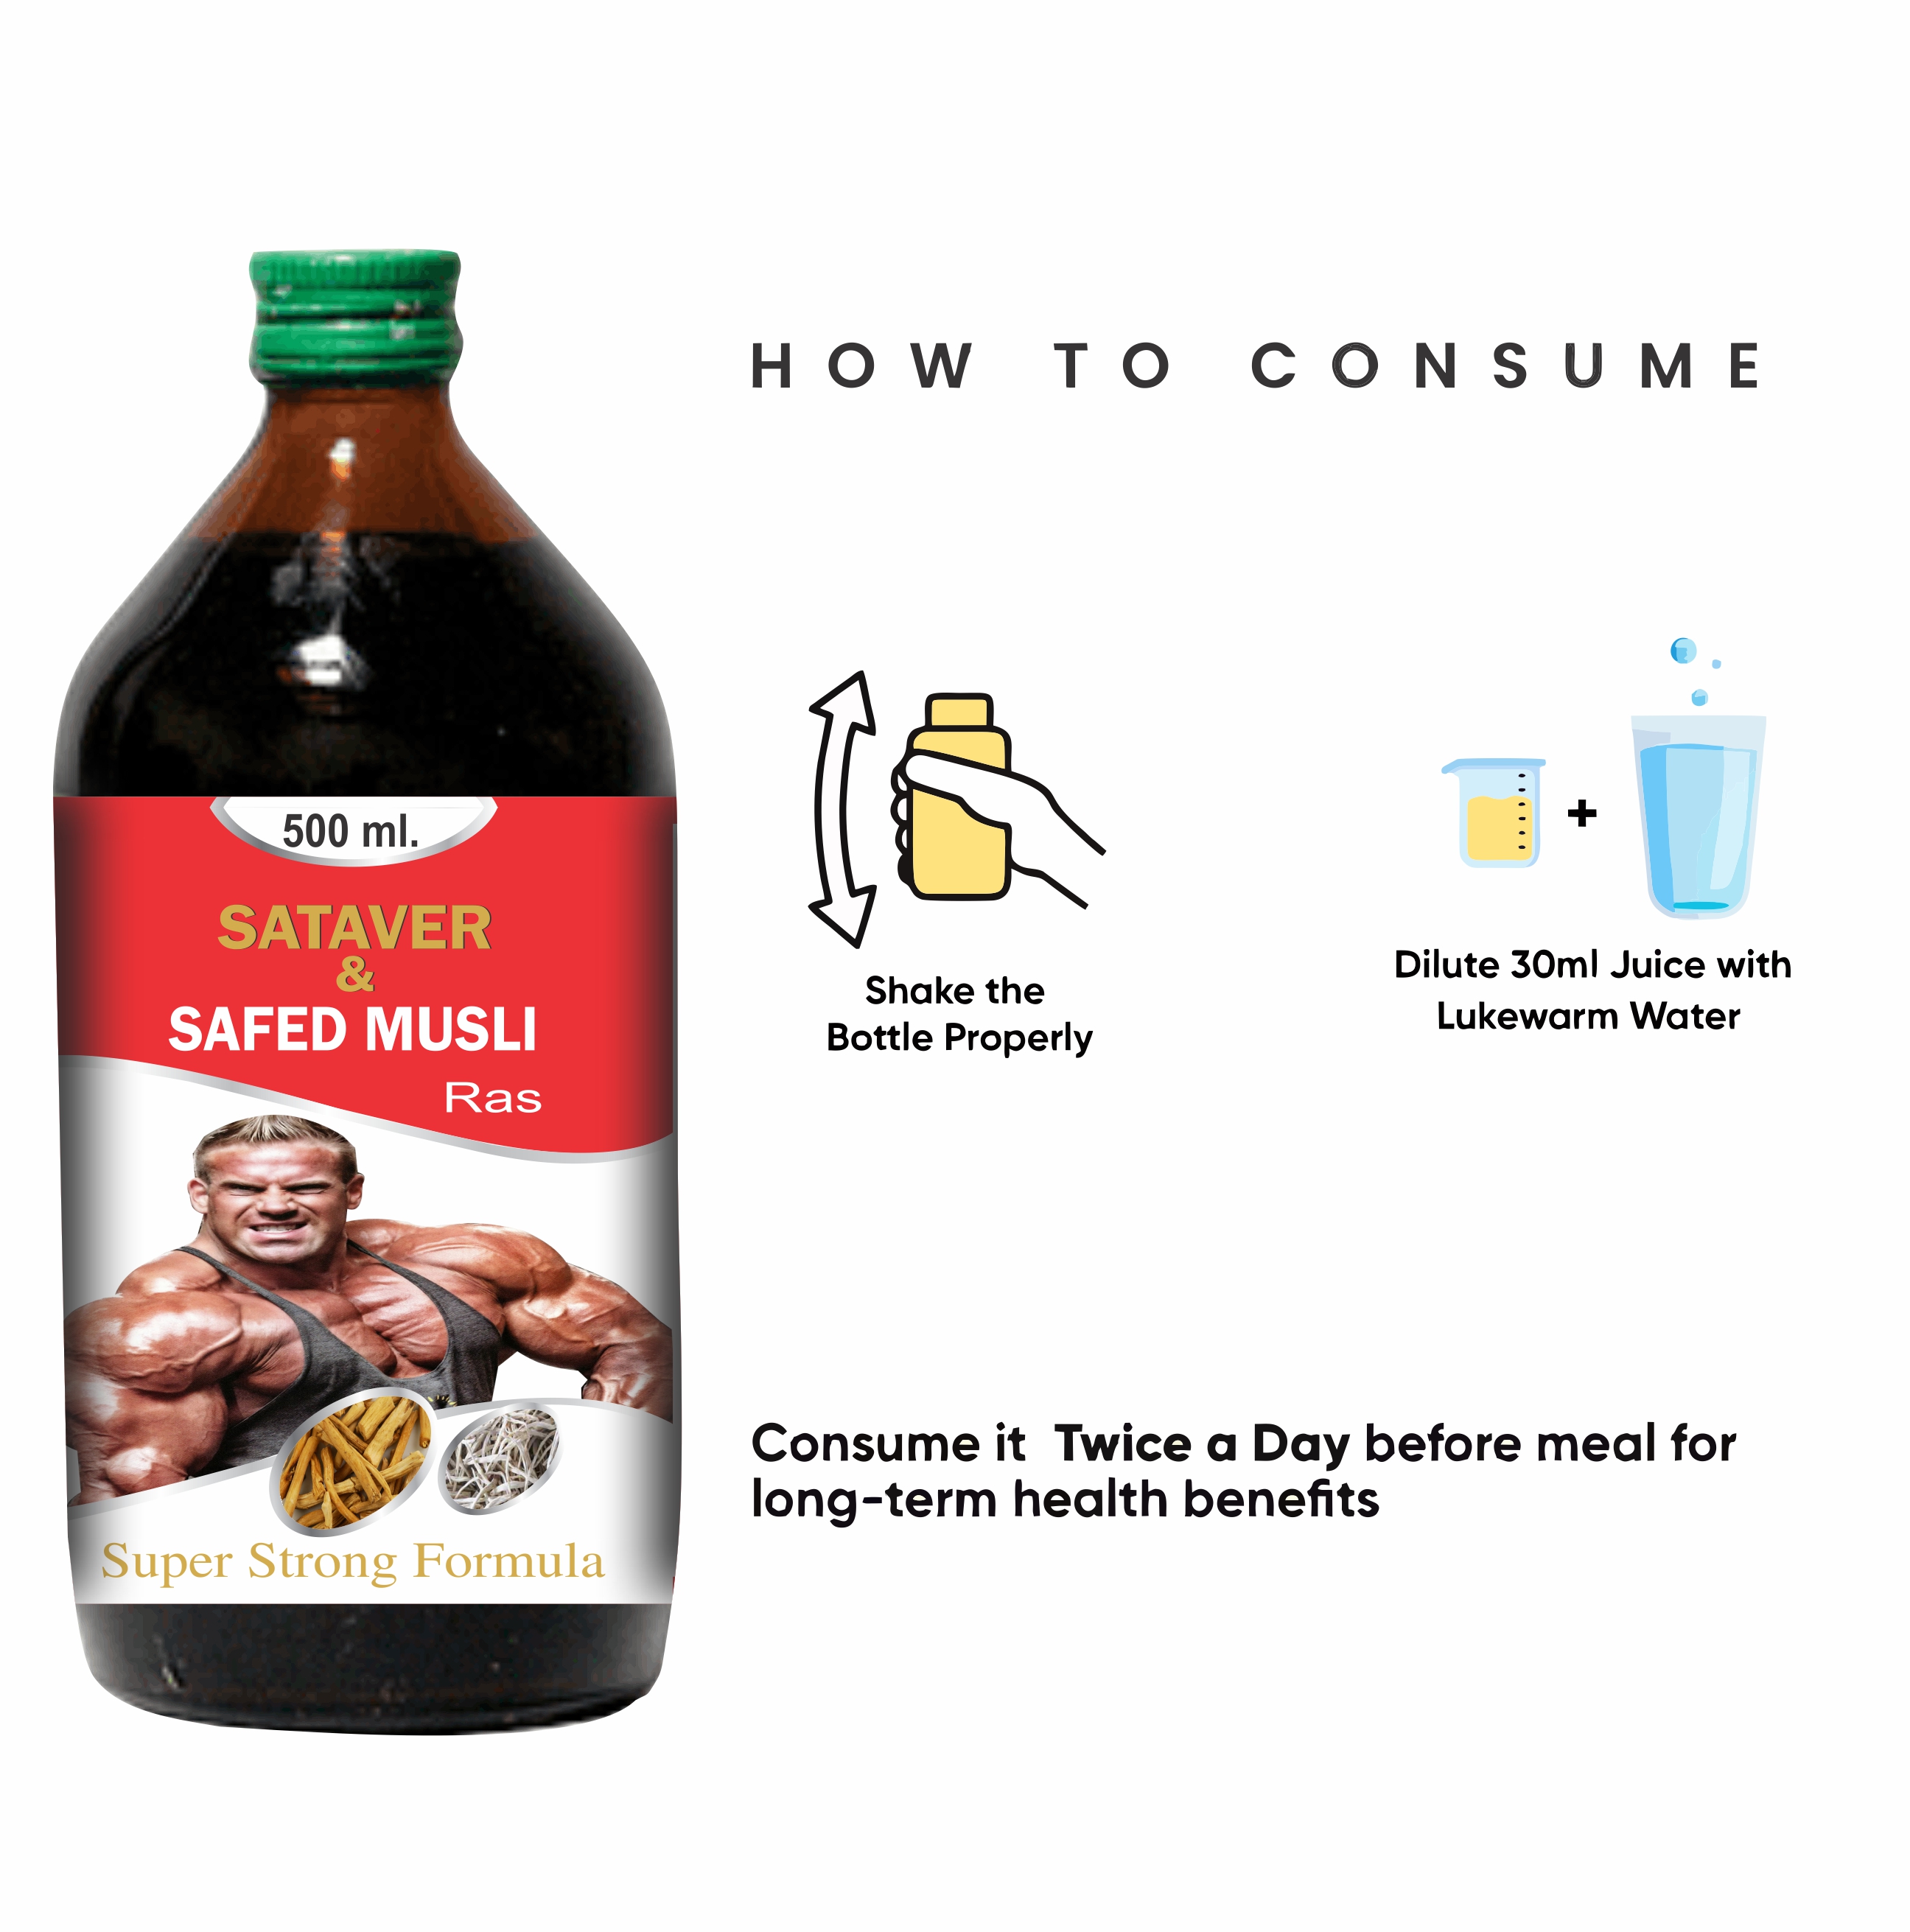 HOW TO CONSUME
500 ml.
SATAVER
&
SAFED MUSLI
Ras
Super Strong Formula
Shake the
Bottle Properly
+
Dilute 30ml Juice with
Lukewarm Water
Consume it Twice a Day before meal for
long-term health benefits